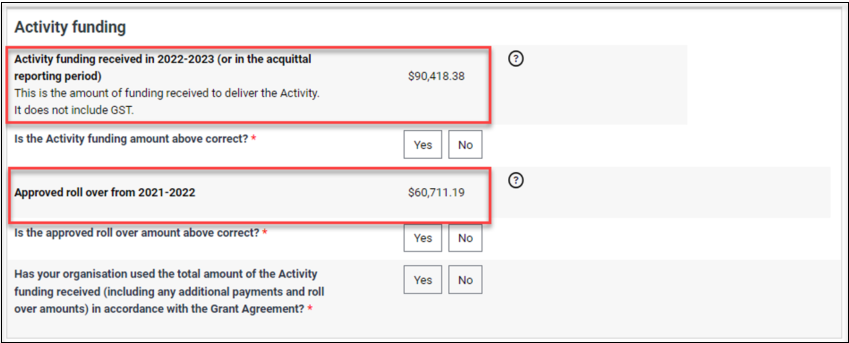 Activity funding
Activity funding received in 2022-2023 (or in the acquittal
reporting period)
$90,418.38
?
This is the amount of funding received to deliver the Activity.
It does not include GST.
Is the Activity funding amount above correct? *
Yes No
Approved roll over from 2021-2022
$60,711.19
?
Is the approved roll over amount above correct? *
Yes No
Has your organisation used the total amount of the Activity
funding received (including any additional payments and roll
over amounts) in accordance with the Grant Agreement? *
Yes No